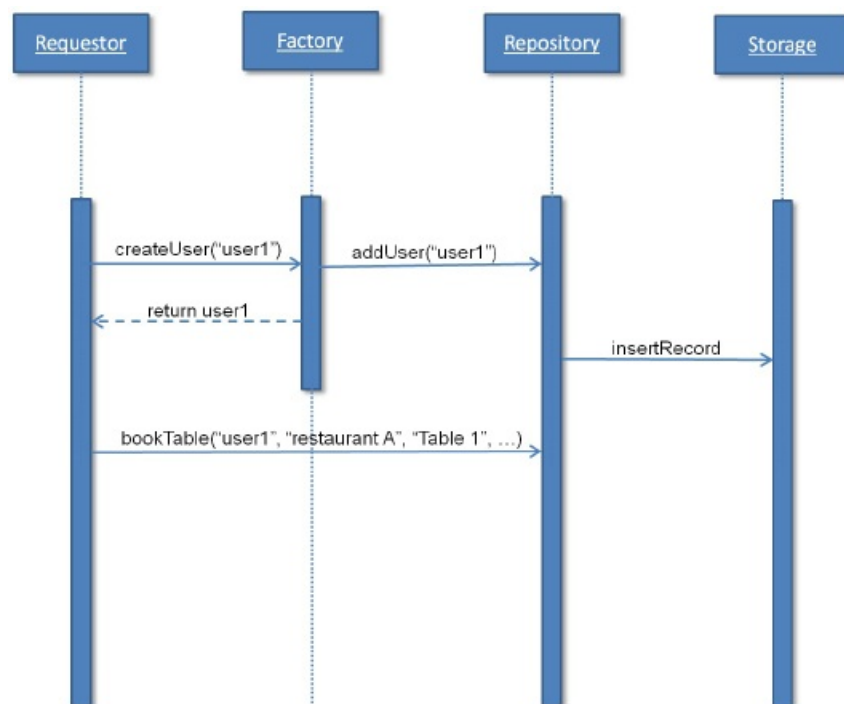 Requestor
Factory
Repository
Storage
createUser(“user1”)
addUser(“user1”)
return user1
insertRecord
bookTable(“user1”, “restaurant A”, “Table 1”, …)